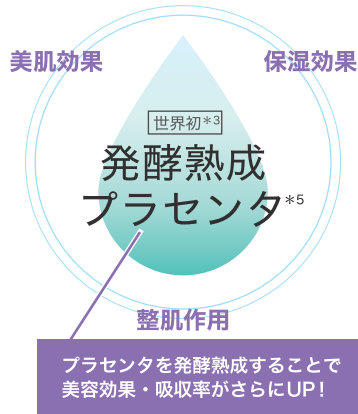 美肌効果
保湿効果
世界初*3
発酵熟成
プラセンタ*5
整肌作用
プラセンタを発酵熟成することで
美容効果・吸収率がさらにUP!